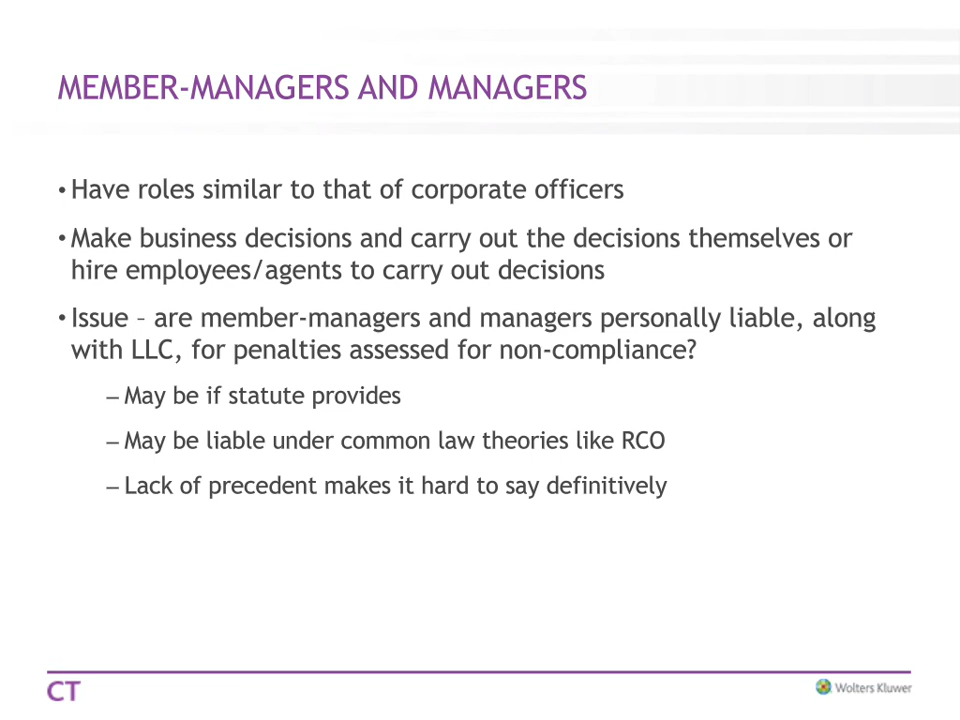 MEMBER-MANAGERS AND MANAGERS
• Have roles similar to that of corporate officers
• Make business decisions and carry out the decisions themselves or
hire employees/agents to carry out decisions
• Issue – are member-managers and managers personally liable, along
with LLC, for penalties assessed for non-compliance?
– May be if statute provides
– May be liable under common law theories like RCO
– Lack of precedent makes it hard to say definitively
CT
Wolters Kluwer